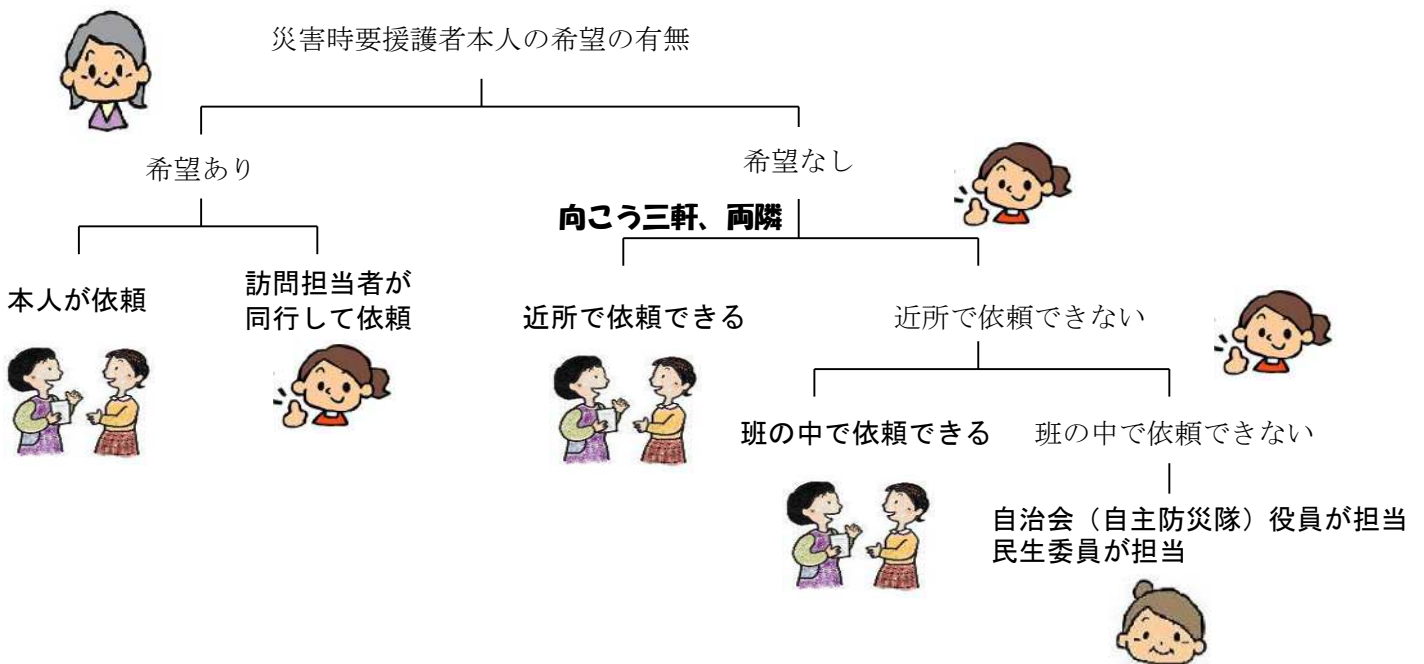 災害時要援護者本人の希望の有無
希望あり
希望なし
向こう三軒、両隣
本人が依頼
訪問担当者が
同行して依頼
近所で依頼できる
近所で依頼できない
班の中で依頼できる
班の中で依頼できない
自治会（自主防災隊）役員が担当
民生委員が担当